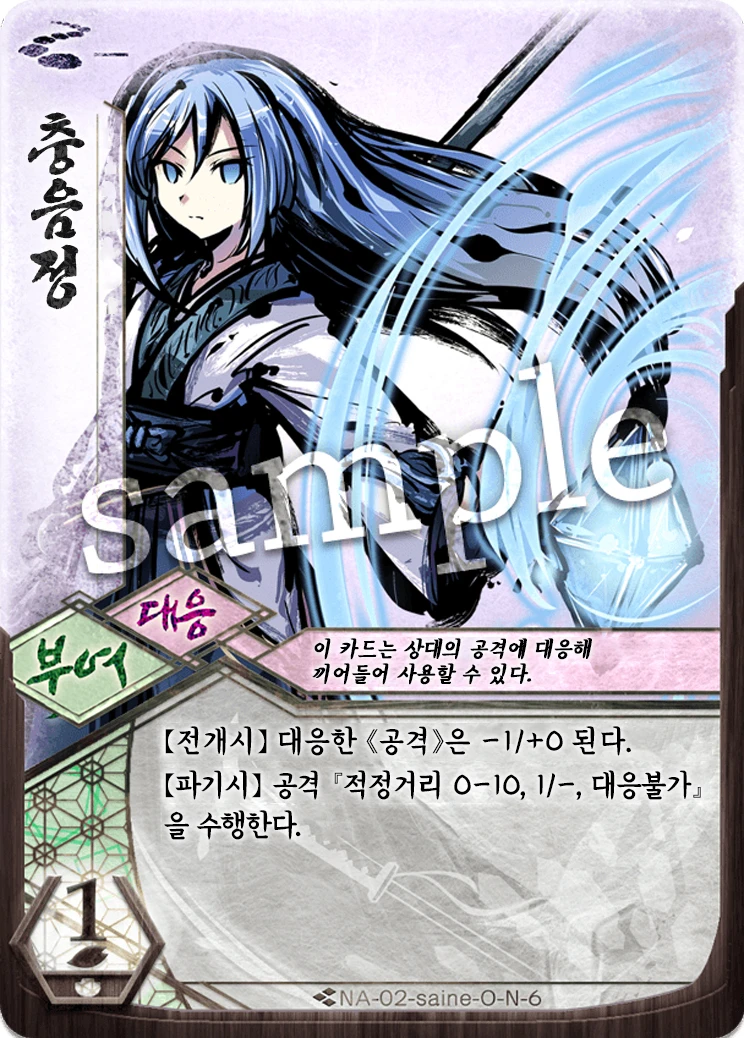 충음정
sample
대응
부여
이 카드는 상대의 공격에 대응해
끼어들어 사용할 수 있다.
【전개시】 대응한 《공격》은 -1/+0 된다.
【파기시】 공격 『적정거리 0-10, 1/-, 대응불가』
을 수행한다.
1
NA-02-saine-O-N-6